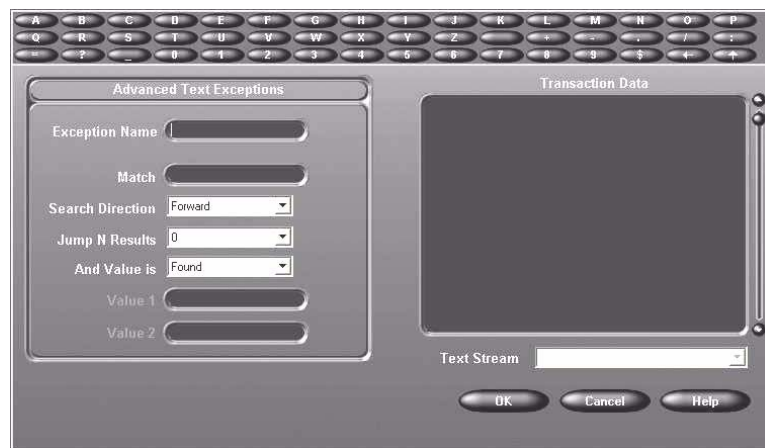 A B C D E F G H I J K L M N O P
Q R S T U V W X Y Z + - . / :
= ? _ 0 1 2 3 4 5 6 7 8 9 $ ← ↑
Advanced Text Exceptions
Exception Name
Match
Search Direction Forward
Jump N Results 0
And Value is Found
Value 1
Value 2
Transaction Data
Text Stream
OK Cancel Help